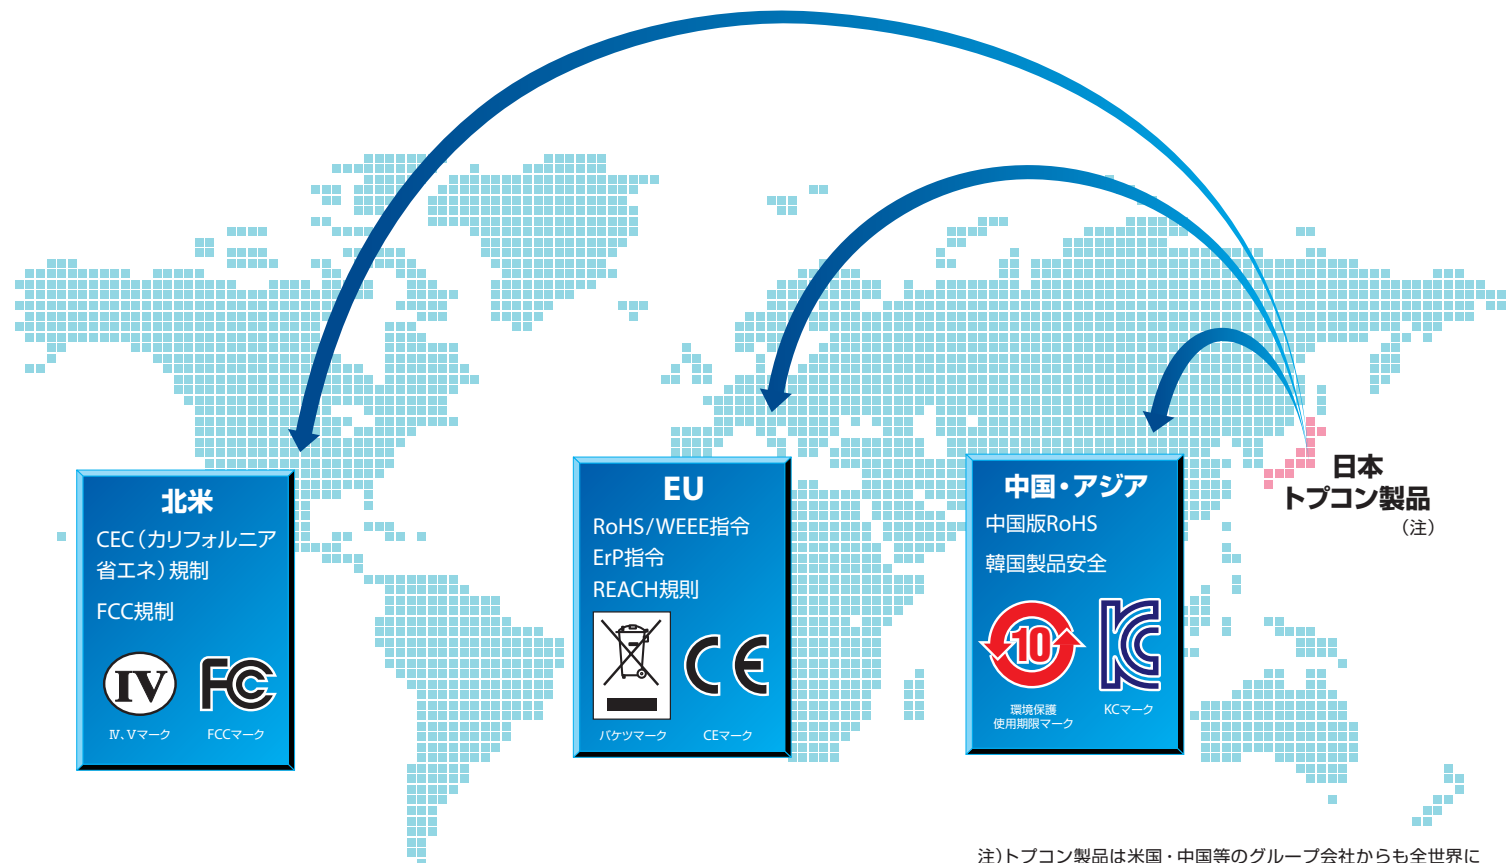 北米
CEC(カリフォルニア
省エネ)規制
FCC規制
IV
FC
Ⅳ、Ⅴマーク
FCCマーク
EU
RoHS/WEEE指令
ErP指令
REACH規則
CE
バケツマーク
CEマーク
中国・アジア
中国版RoHS
韓国製品安全
10
KC
環境保護
使用期限マーク
KCマーク
日本
トプコン製品
(注)
注)トプコン製品は米国・中国等のグループ会社からも全世界に